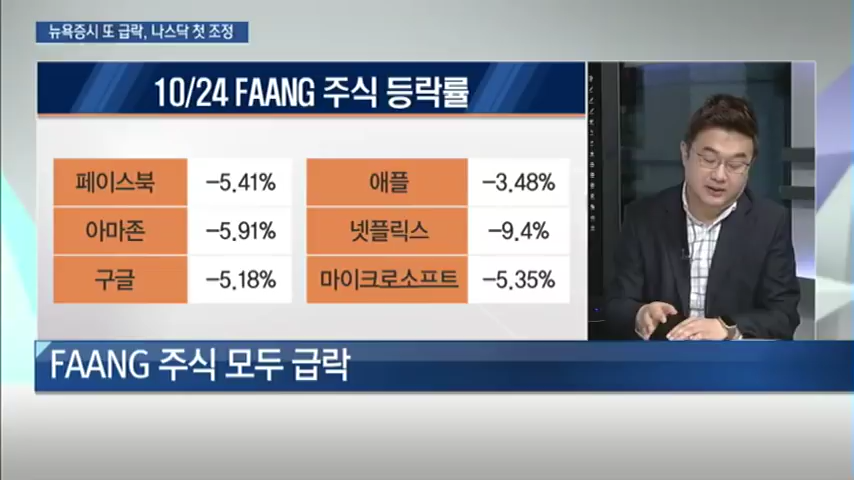 뉴욕증시 또 급락, 나스닥 첫 조정
10/24 FAANG 주식 등락률
페이스북 -5.41% 애플 -3.48%
아마존 -5.91% 넷플릭스 -9.4%
구글 -5.18% 마이크로소프트 -5.35%
FAANG 주식 모두 급락